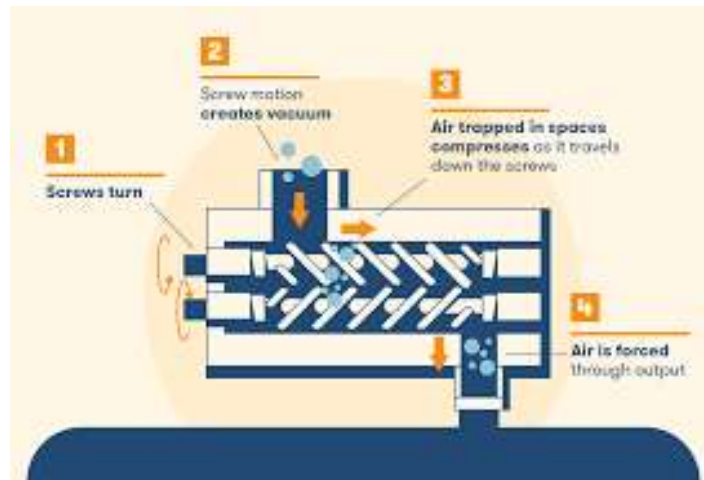 1
Screws turn
2
Screw motion
creates vacuum
3
Air trapped in spaces
compresses as it travels
down the screws
4
Air is forced
through output